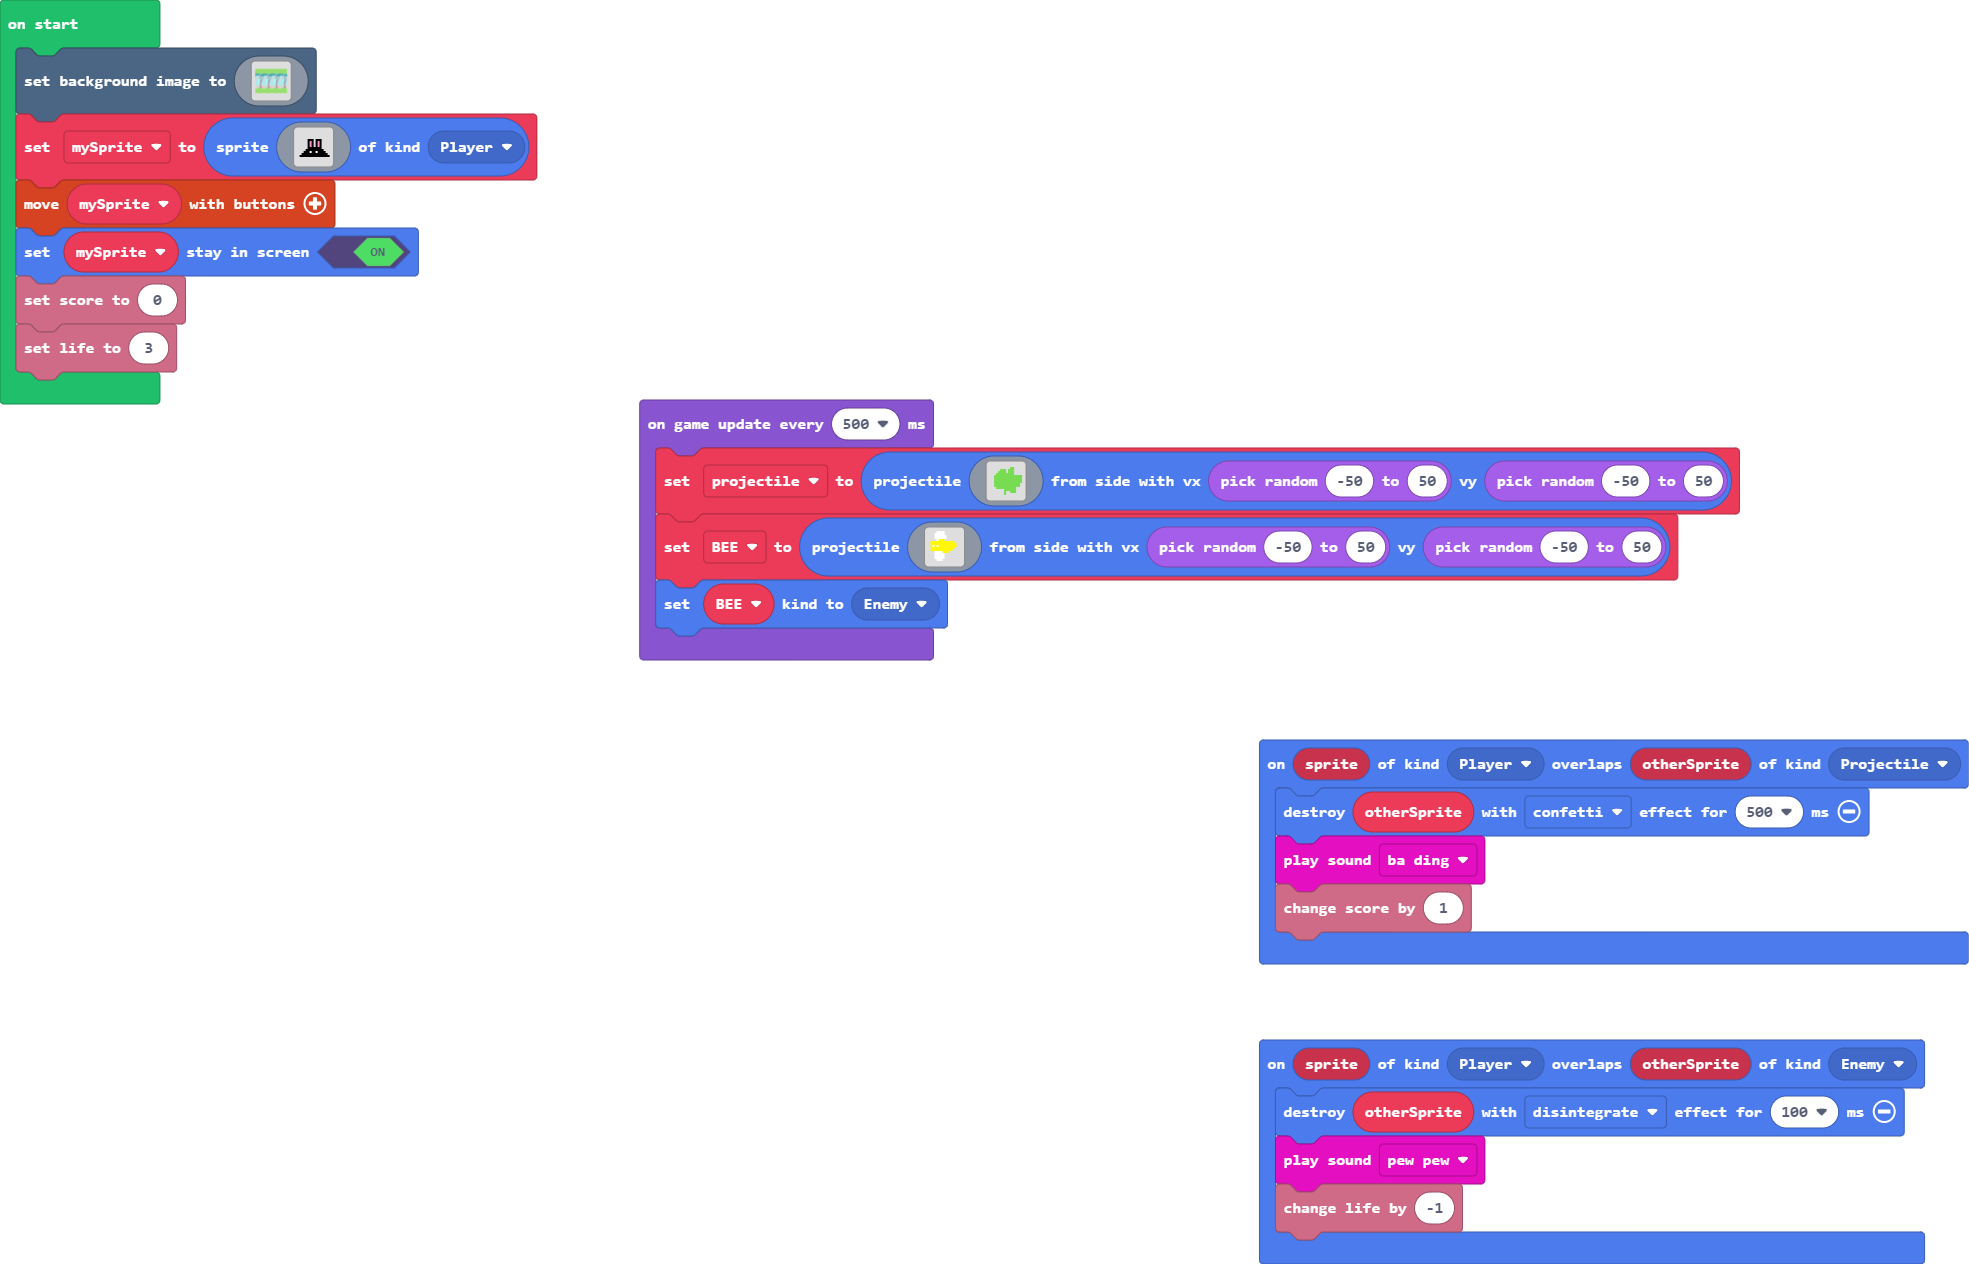 on start
set background image to
set mySprite to sprite of kind Player
move mySprite with buttons
set mySprite stay in screen ON
set score to 0
set life to 3
on game update every 500 ms
set projectile to projectile from side with vx pick random -50 to 50 vy pick random -50 to 50
set BEE to projectile from side with vx pick random -50 to 50 vy pick random -50 to 50
set BEE kind to Enemy
on sprite of kind Player overlaps otherSprite of kind Projectile
destroy otherSprite with confetti effect for 500 ms
play sound ba ding
change score by 1
on sprite of kind Player overlaps otherSprite of kind Enemy
destroy otherSprite with disintegrate effect for 100 ms
play sound pew pew
change life by -1